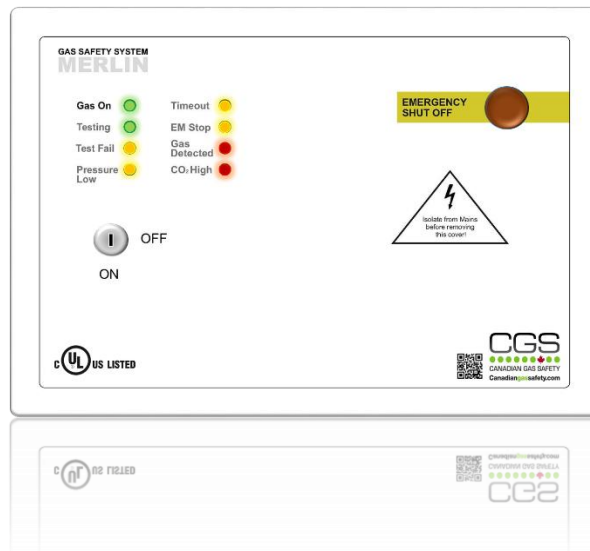 GAS SAFETY SYSTEM
MERLIN
Gas On
Testing
Test Fail
Pressure
Low
Timeout
EM Stop
Gas
Detected
CO₂ High
EMERGENCY
SHUT OFF
Isolate from Mains
before removing
this cover!
OFF
ON
C UL US LISTED
CGS
CANADIAN GAS SAFETY
Canadiangassafety.com